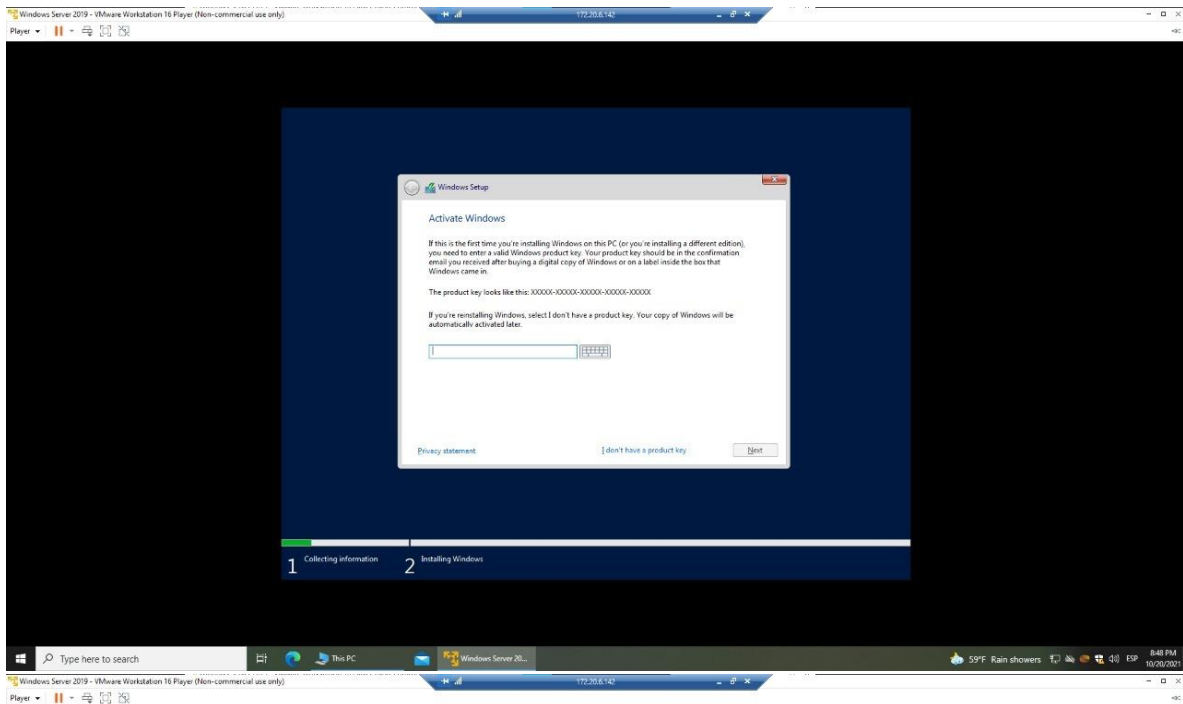 Windows Server 2019 - VMware Workstation 16 Player (Non-commercial use only)
172.20.6.142
Player
Windows Setup
Activate Windows
If this is the first time you're installing Windows on this PC (or you're installing a different edition),
you need to enter a valid Windows product key. Your product key should be in the confirmation
email you received after buying a digital copy of Windows or on a label inside the box that
Windows came in.
The product key looks like this: XXXXX-XXXXX-XXXXX-XXXXX-XXXXX
If you're reinstalling Windows, select I don't have a product key. Your copy of Windows will be
automatically activated later.
Privacy statement
I don't have a product key
Next
1 Collecting information
2 Installing Windows
Type here to search
This PC
Windows Server 20...
59°F Rain showers
ESP
8:48 PM
10/20/2021
Windows Server 2019 - VMware Workstation 16 Player (Non-commercial use only)
172.20.6.142
Player